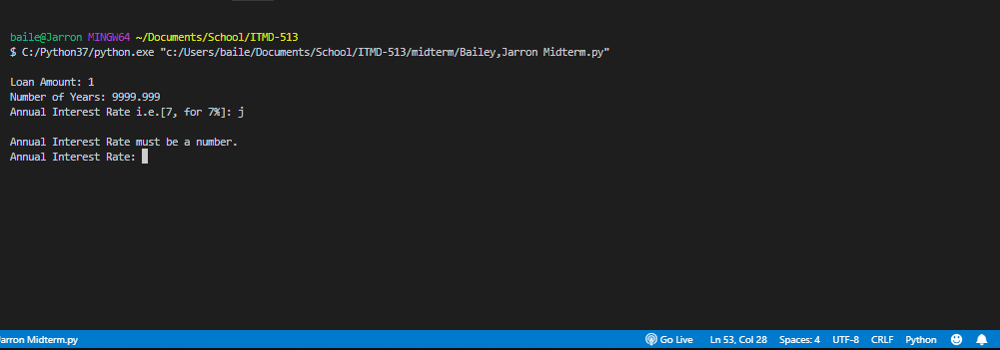 baile@Jarron MINGW64 ~/Documents/School/ITMD-513
$ C:/Python37/python.exe "c:/Users/baile/Documents/School/ITMD-513/midterm/Bailey,Jarron Midterm.py"
Loan Amount: 1
Number of Years: 9999.999
Annual Interest Rate i.e.[7, for 7%]: j
Annual Interest Rate must be a number.
Annual Interest Rate:
arron Midterm.py Go Live Ln 53, Col 28 Spaces: 4 UTF-8 CRLF Python